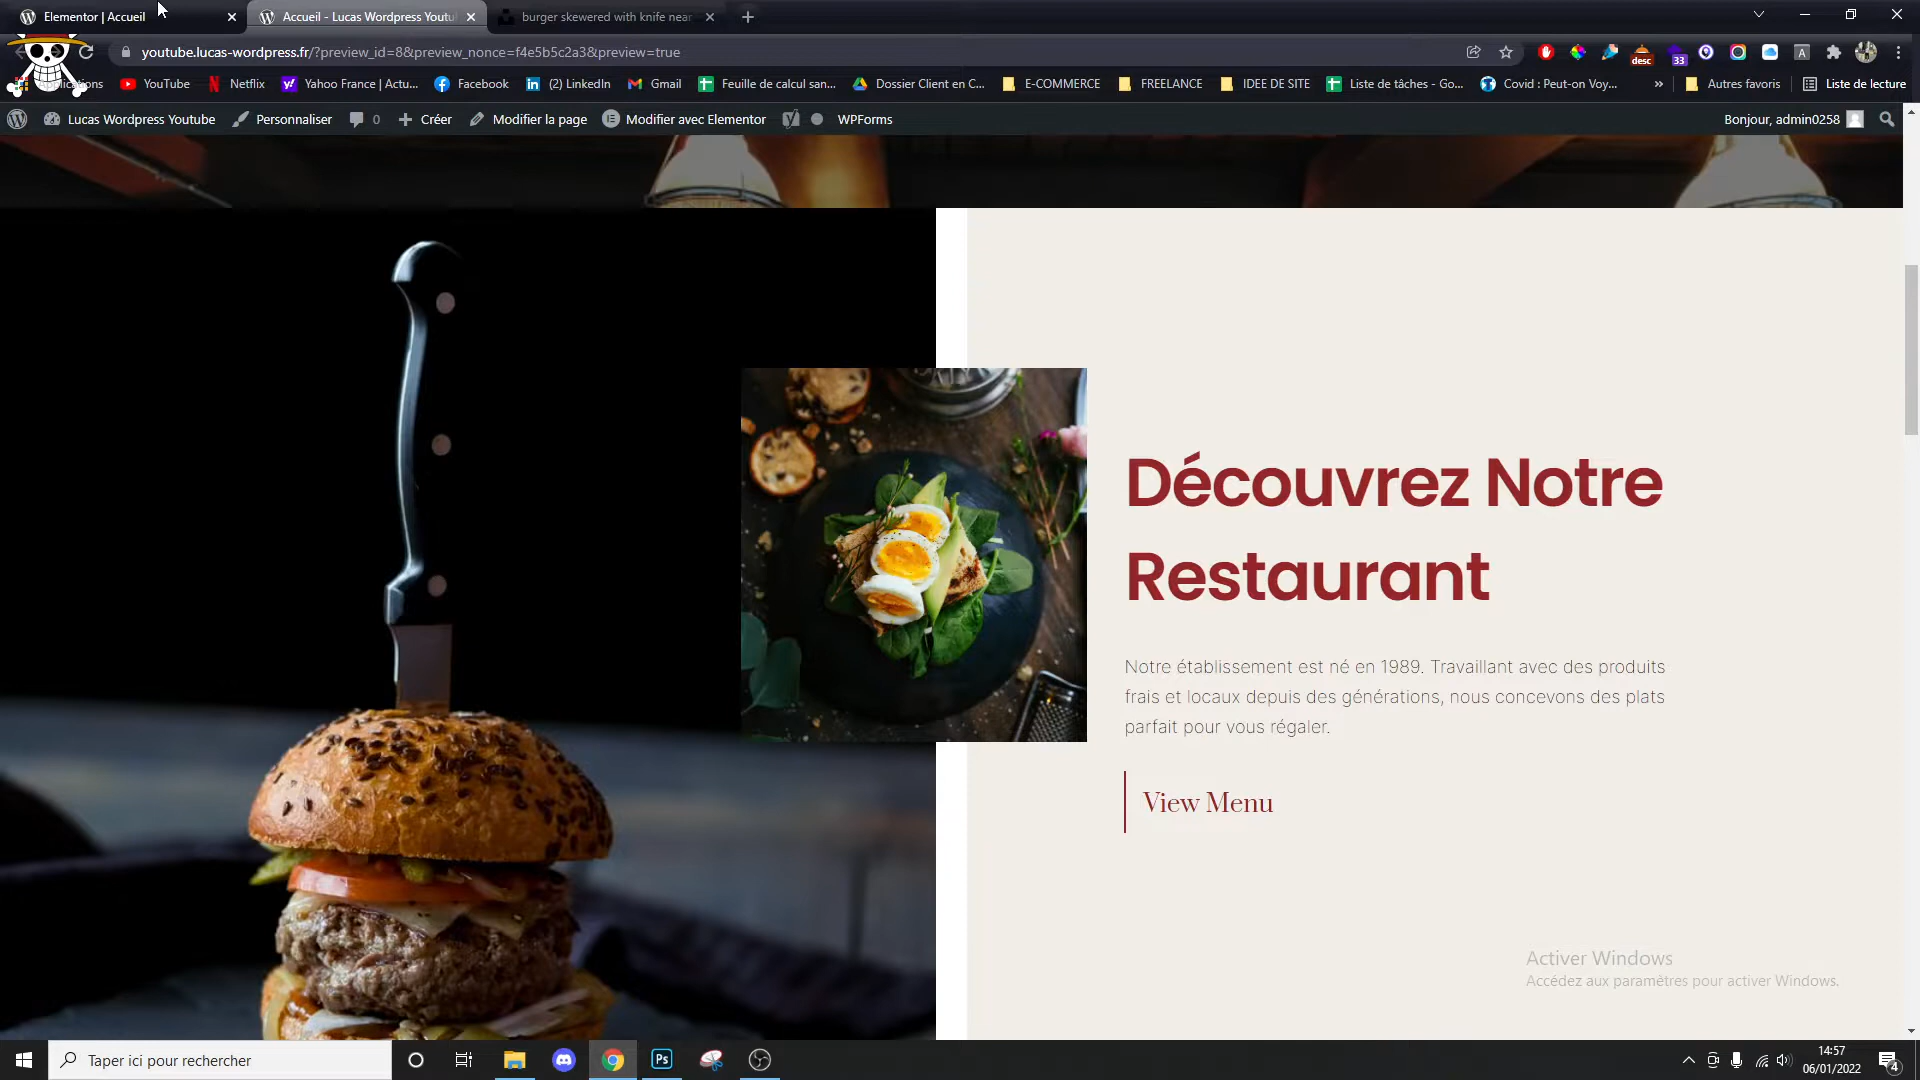 Elementor | Accueil
Accueil - Lucas Wordpress Youtu
burger skewered with knife near
youtube.lucas-wordpress.fr/?preview_id=8&preview_nonce=f4e5b5c2a3&preview=true
desc
33
YouTube
Netflix
Yahoo France | Actu...
Facebook
(2) LinkedIn
Gmail
Feuille de calcul san...
Dossier Client en C...
E-COMMERCE
FREELANCE
IDEE DE SITE
Liste de tâches - Go...
Covid : Peut-on Voy...
»
Autres favoris
Liste de lecture
Lucas Wordpress Youtube
Personnaliser
0
Créer
Modifier la page
Modifier avec Elementor
WPForms
Bonjour, admin0258
Découvrez Notre
Restaurant
Notre établissement est né en 1989. Travaillant avec des produits
frais et locaux depuis des générations, nous concevons des plats
parfait pour vous régaler.
View Menu
Activer Windows
Accédez aux paramètres pour activer Windows.
Taper ici pour rechercher
Ps
14:57
06/01/2022
4